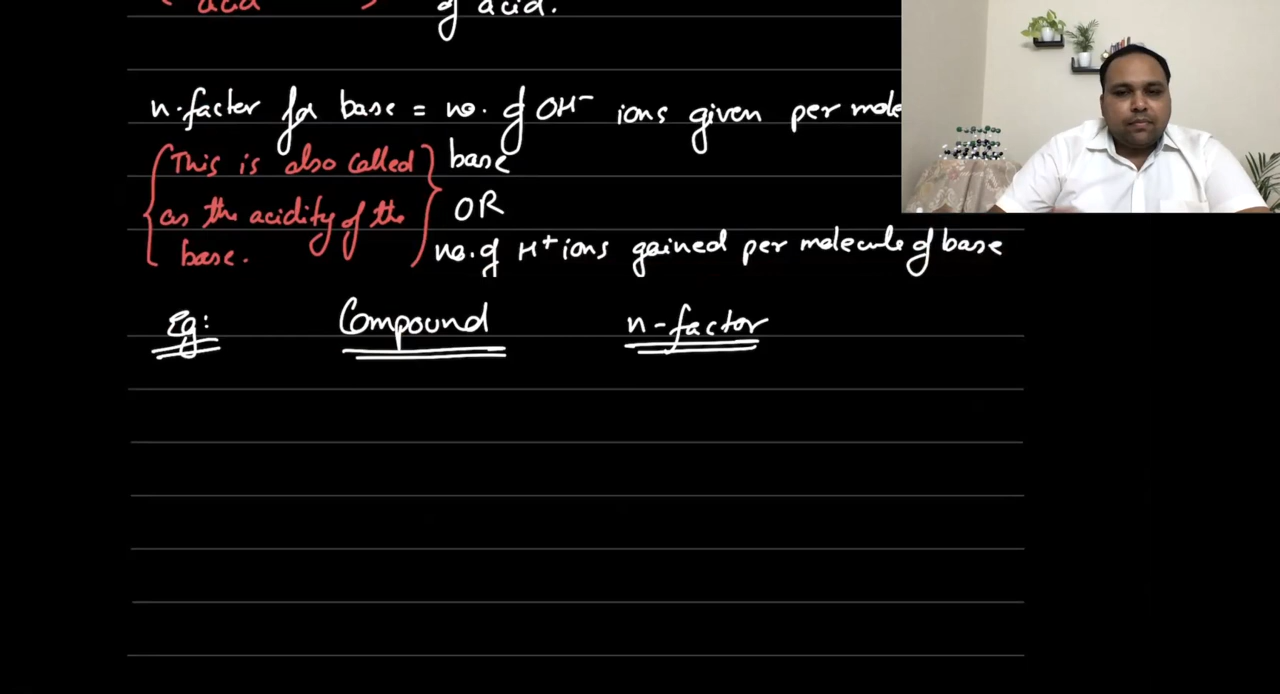 acid
of acid.
n-factor for base = no. of OH⁻ ions given per mole
{This is also called} base
as the acidity of the OR
base. no. of H⁺ ions gained per molecule of base
Eg: Compound n-factor